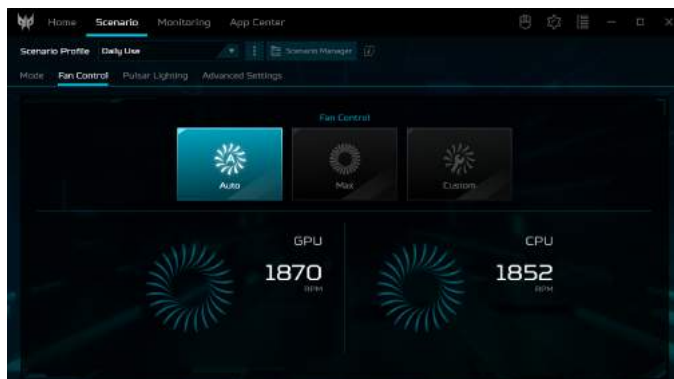 Home Scenario Monitoring App Center
Scenario Profile Daily Use Scenario Manager
Mode Fan Control Pulsar Lighting Advanced Settings
Fan Control
Auto Max Custom
GPU CPU
1870 1852
RPM RPM